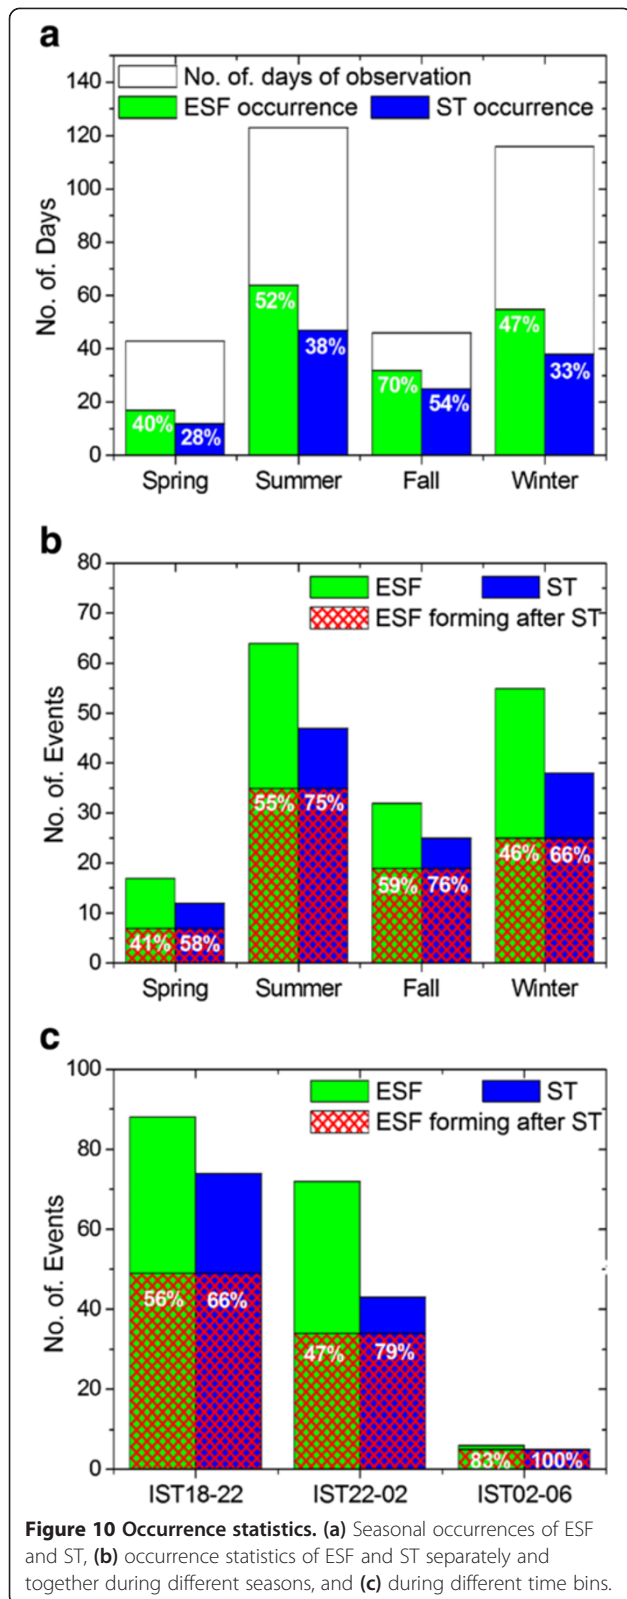 a
140
120
100
80
60
40
20
0
No. of. Days
No. of. days of observation
ESF occurrence
ST occurrence
40%
28%
52%
38%
70%
54%
47%
33%
Spring
Summer
Fall
Winter
b
80
70
60
50
40
30
20
10
0
No. of. Events
ESF
ST
ESF forming after ST
41%
58%
55%
75%
59%
76%
46%
66%
Spring
Summer
Fall
Winter
c
100
80
60
40
20
0
No. of. Events
ESF
ST
ESF forming after ST
56%
66%
47%
79%
83%
100%
IST18-22
IST22-02
IST02-06
Figure 10 Occurrence statistics. (a) Seasonal occurrences of ESF
and ST, (b) occurrence statistics of ESF and ST separately and
together during different seasons, and (c) during different time bins.